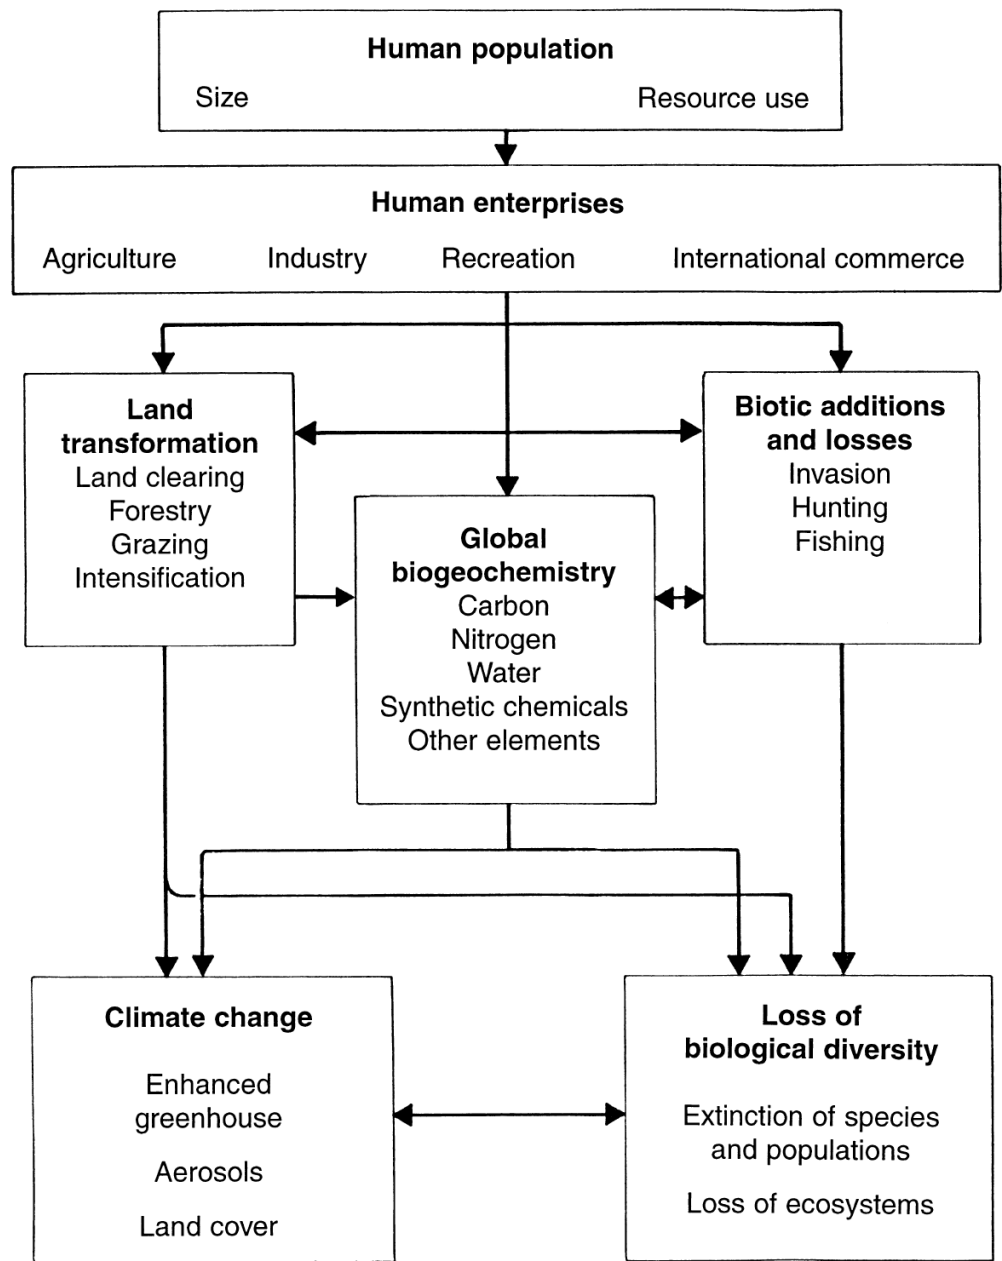 Human population
Size Resource use
Human enterprises
Agriculture Industry Recreation International commerce
Land
transformation
Land clearing
Forestry
Grazing
Intensification
Biotic additions
and losses
Invasion
Hunting
Fishing
Global
biogeochemistry
Carbon
Nitrogen
Water
Synthetic chemicals
Other elements
Climate change
Enhanced
greenhouse
Aerosols
Land cover
Loss of
biological diversity
Extinction of species
and populations
Loss of ecosystems